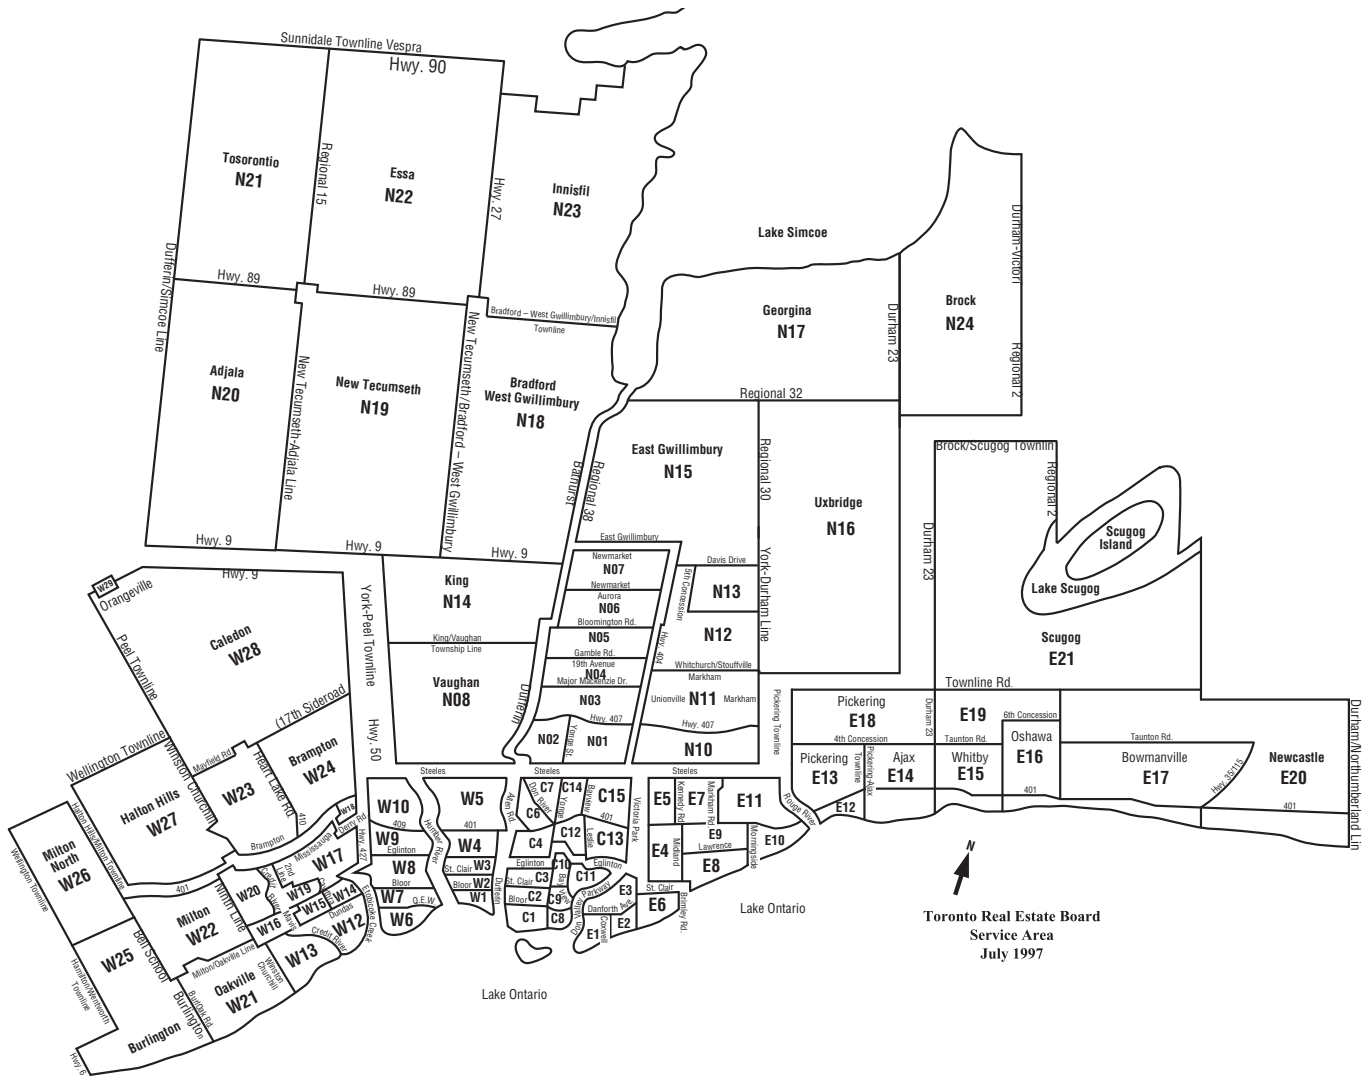 Sunnidale Townline Vespra
Hwy. 90
Tosorontio
N21
Regional 15
Essa
N22
Hwy. 27
Innisfil
N23
Lake Simcoe
Dufferin/Simcoe Line
Hwy. 89
Hwy. 89
Bradford – West Gwillimbury/Innisfil
Townline
Georgina
N17
Durham 23
Brock
N24
Durham-Victori
Regional 2
Adjala
N20
New Tecumseth-Adjala Line
New Tecumseth
N19
New Tecumseth/Bradford – West Gwillimbury
Bradford
West Gwillimbury
N18
Regional 32
Bathurst
Regional 38
East Gwillimbury
N15
Regional 30
Uxbridge
N16
Brock/Scugog Townlin
Regional 2
Durham 23
Scugog
Island
Lake Scugog
Scugog
E21
Hwy. 9
Hwy. 9
Hwy. 9
Hwy. 9
East Gwillimbury
Newmarket
N07
Newmarket
Aurora
N06
Bloomington Rd.
N05
Gamble Rd.
19th Avenue
N04
Major Mackenzie Dr.
N03
Hwy. 407
N02
Yonge St.
N01
Davis Drive
5th Concession
N13
N12
Hwy. 404
Whitchurch/Stouffville
Markham
Unionville
N11
Markham
Hwy. 407
N10
York-Durham Line
W29
Orangeville
Peel Townline
Caledon
W28
York-Peel Townline
King
N14
King/Vaughan
Township Line
Vaughan
N08
Dufferin
Hwy. 50
(17th Sideroad
Wellington Townline
Winston Churchill
Mayfield Rd
Heart Lake Rd
Brampton
W24
W23
410
Halton Hills
W27
Halton Hills/Milton Townline
Milton
North
W26
Wellington Townline
W18
Derry Rd
Hwy. 427
Brampton
Mississauga
401
2nd Line
W17
W20
Credit River
W19
W15
W14
Mavis
W16
Dundas
W12
Credit River
Etobicoke Creek
Milton
W22
Ninth Line
Bell School
W25
Hamilton/Wentworth
Townline
Milton/Oakville Line
Winston
Churchill
W13
Oakville
W21
BurlOak Rd.
Burlington
Burlington
Hwy. 6
Steeles
Steeles
Steeles
W10
409
W9
Eglinton
W8
Bloor
W7
Q.E.W.
W6
Humber River
W5
401
W4
St. Clair
W3
Bloor
W2
W1
Dufferin
Allen Rd.
Don River
C7
C6
C14
Yonge
Bayview
C15
401
C12
Leslie
C13
C4
Eglinton
C10
Eglinton
C11
C3
St. Clair
C2
Bloor
C9
C1
C8
Bay
view
Don Valley Parkway
Victoria Park
E5
Kennedy Rd
E7
Markham Rd
E11
Rouge River
E9
Lawrence
E8
E4
Midland
Morningside
E10
St. Clair
E3
Danforth Ave.
E6
Brimley Rd.
E1
Coxwell
E2
Lake Ontario
Lake Ontario
Pickering Townline
Townline Rd.
Pickering
E18
4th Concession
Durham 23
E19
Taunton Rd.
6th Concession
Oshawa
E16
Pickering
E13
Pickering-Ajax
Townline
Ajax
E14
Whitby
E15
E12
401
Taunton Rd.
Bowmanville
E17
Hwy. 35/115
Newcastle
E20
401
Durham/Northumberland Lin
N
Toronto Real Estate Board
Service Area
July 1997